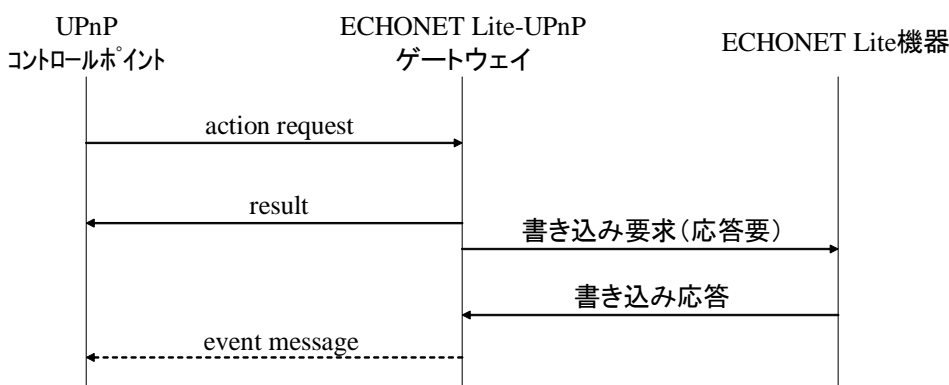 UPnP
コントロールポイント
ECHONET Lite-UPnP
ゲートウェイ
ECHONET Lite機器
action request
result
書き込み要求（応答要）
書き込み応答
event message